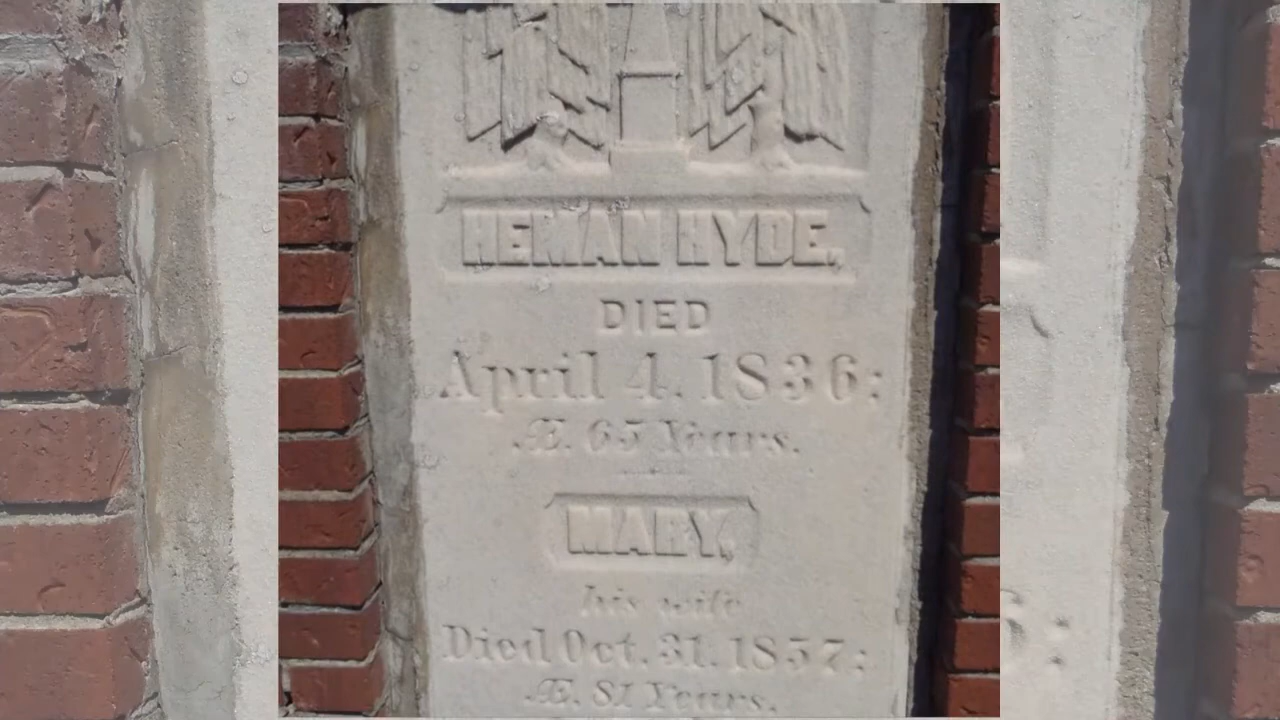 HEMAN HYDE,
DIED
April 4. 1836;
Æ. 65 Years.
MARY,
his wife
Died Oct. 31. 1857;
Æ. 81 Years.